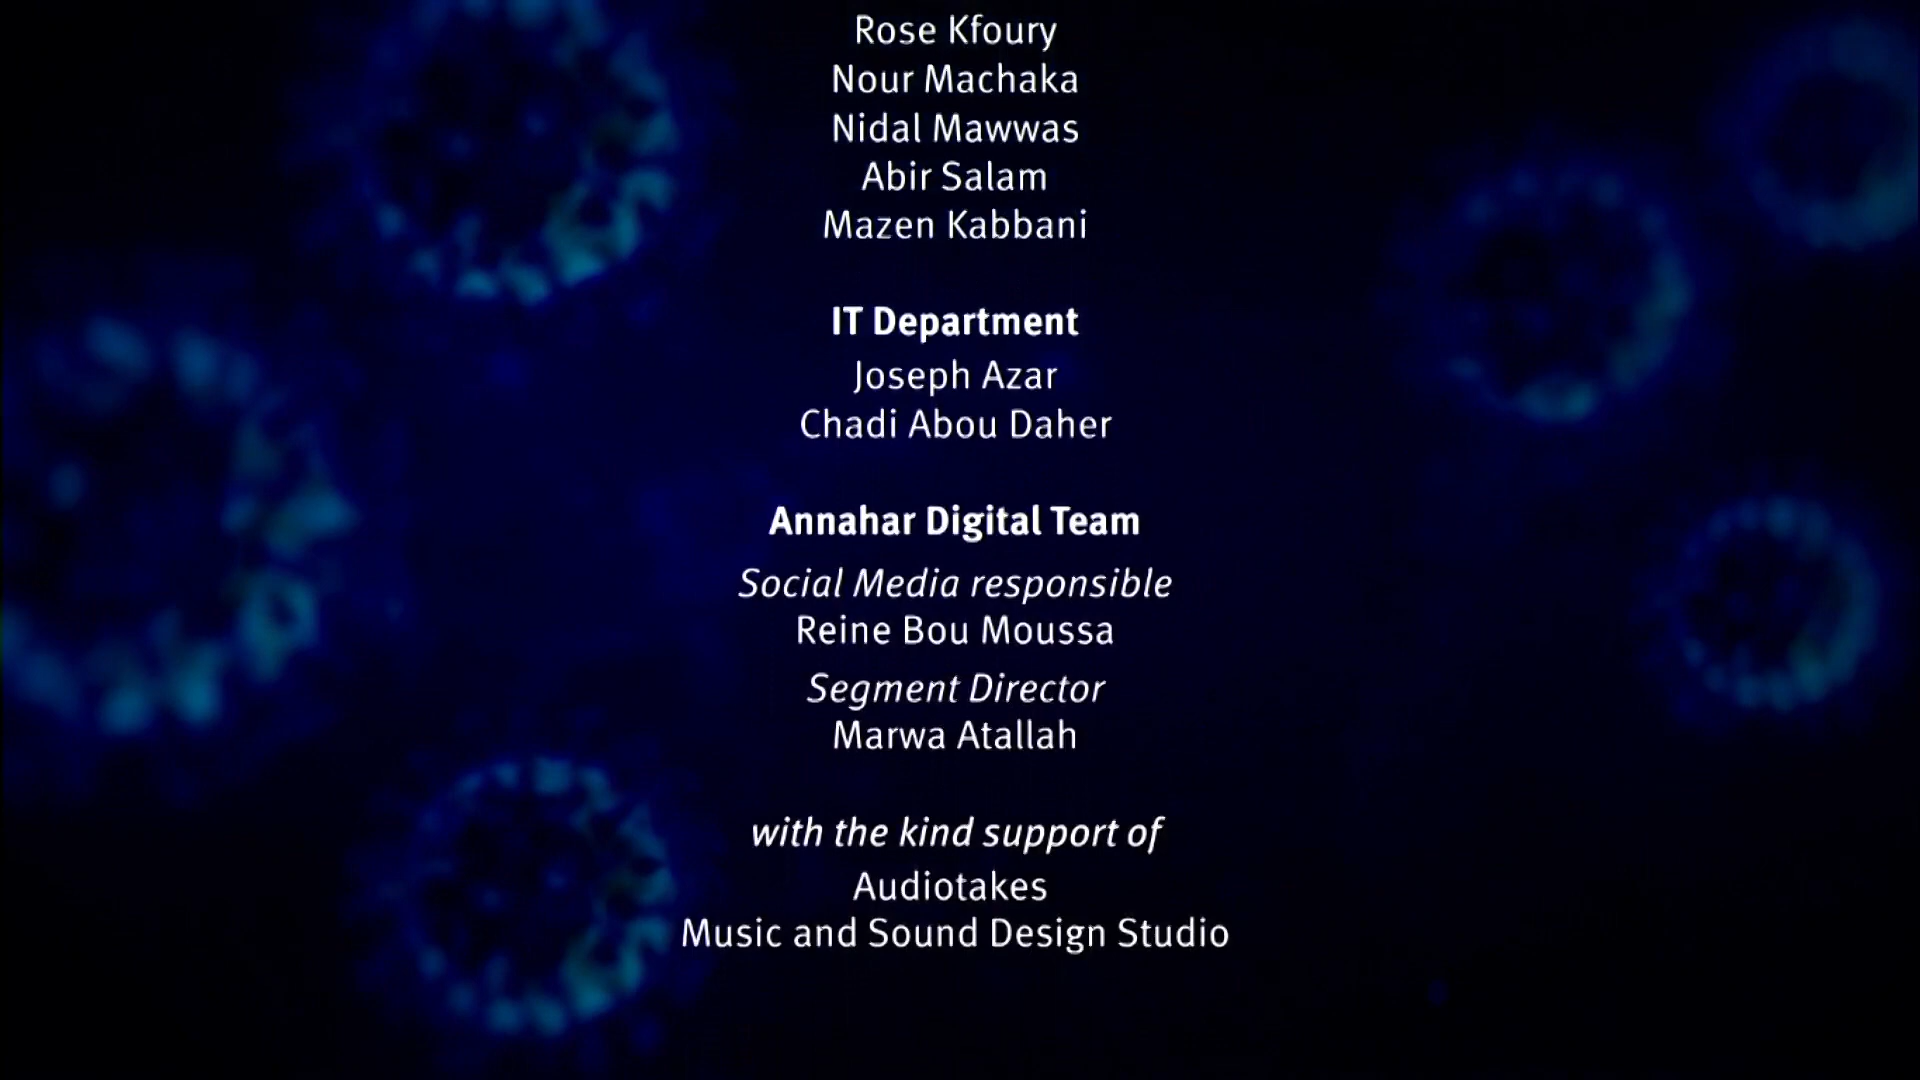 Rose Kfoury
Nour Machaka
Nidal Mawwas
Abir Salam
Mazen Kabbani
IT Department
Joseph Azar
Chadi Abou Daher
Annahar Digital Team
Social Media responsible
Reine Bou Moussa
Segment Director
Marwa Atallah
with the kind support of
Audiotakes
Music and Sound Design Studio